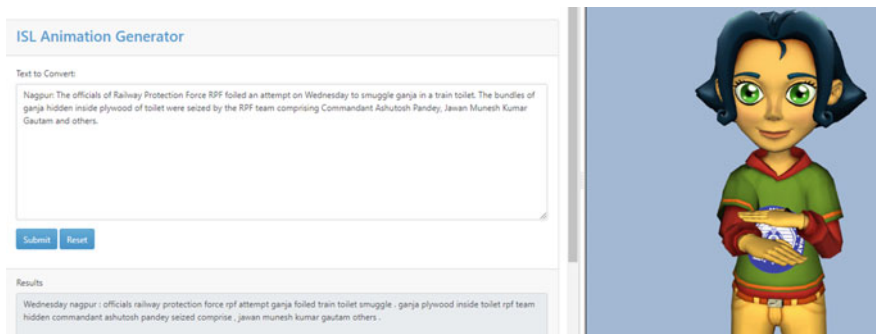 ISL Animation Generator
Text to Convert:
Nagpur: The officials of Railway Protection Force RPF foiled an attempt on Wednesday to smuggle ganja in a train toilet. The bundles of
ganja hidden inside plywood of toilet were seized by the RPF team comprising Commandant Ashutosh Pandey, Jawan Munesh Kumar
Gautam and others.
Submit Reset
Results
Wednesday nagpur : officials railway protection force rpf attempt ganja foiled train toilet smuggle . ganja plywood inside toilet rpf team
hidden commandant ashutosh pandey seized comprise , jawan munesh kumar gautam others .